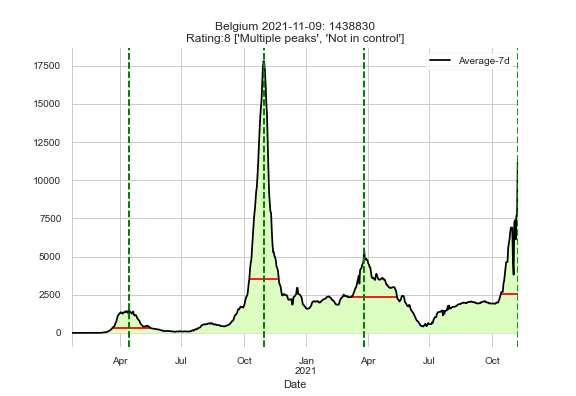 Belgium 2021-11-09: 1438830
Rating:8 ['Multiple peaks', 'Not in control']
Average-7d
17500
15000
12500
10000
7500
5000
2500
0
Apr
Jul
Oct
Jan
2021
Apr
Jul
Oct
Date